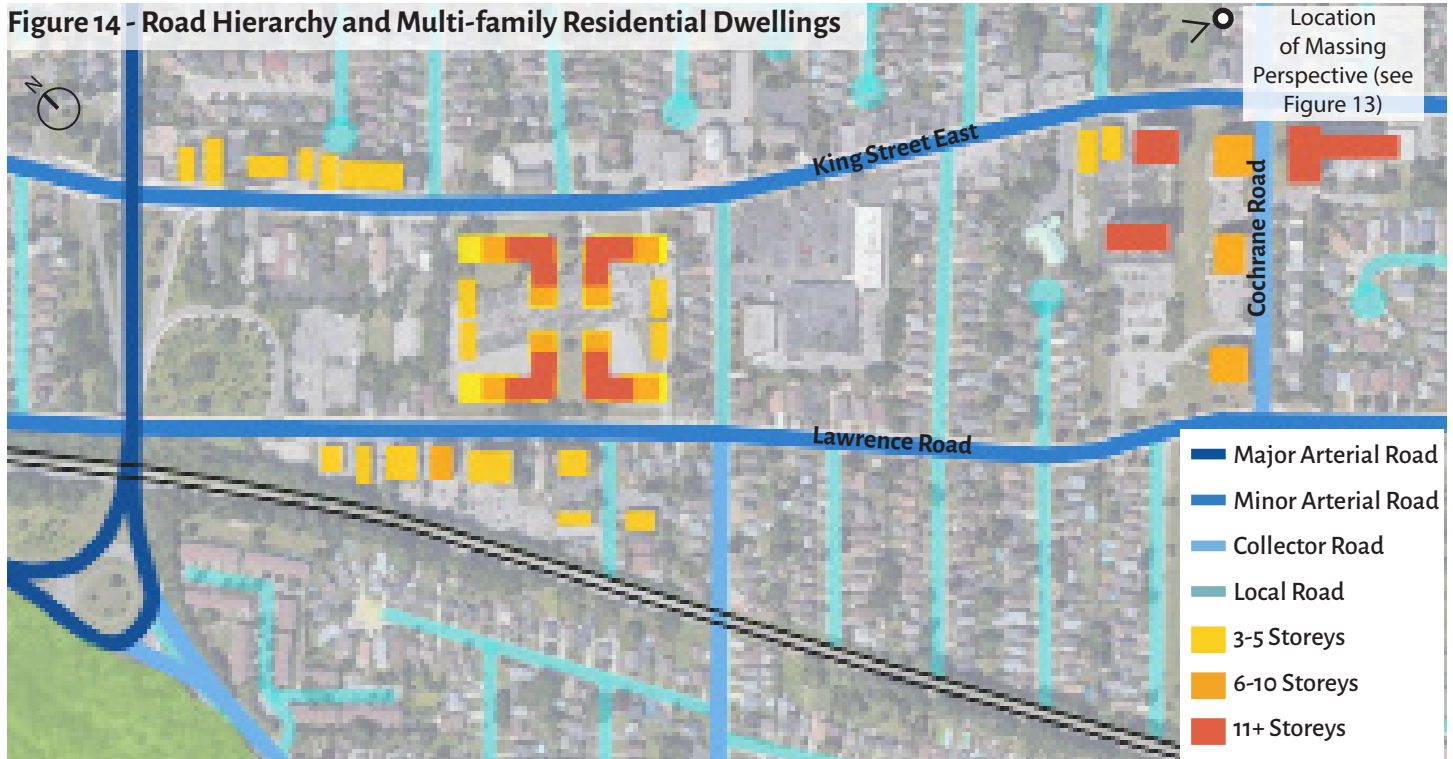 Figure 14 - Road Hierarchy and Multi-family Residential Dwellings
Location
of Massing
Perspective (see
Figure 13)
N
King Street East
Cochrane Road
Lawrence Road
Major Arterial Road
Minor Arterial Road
Collector Road
Local Road
3-5 Storeys
6-10 Storeys
11+ Storeys